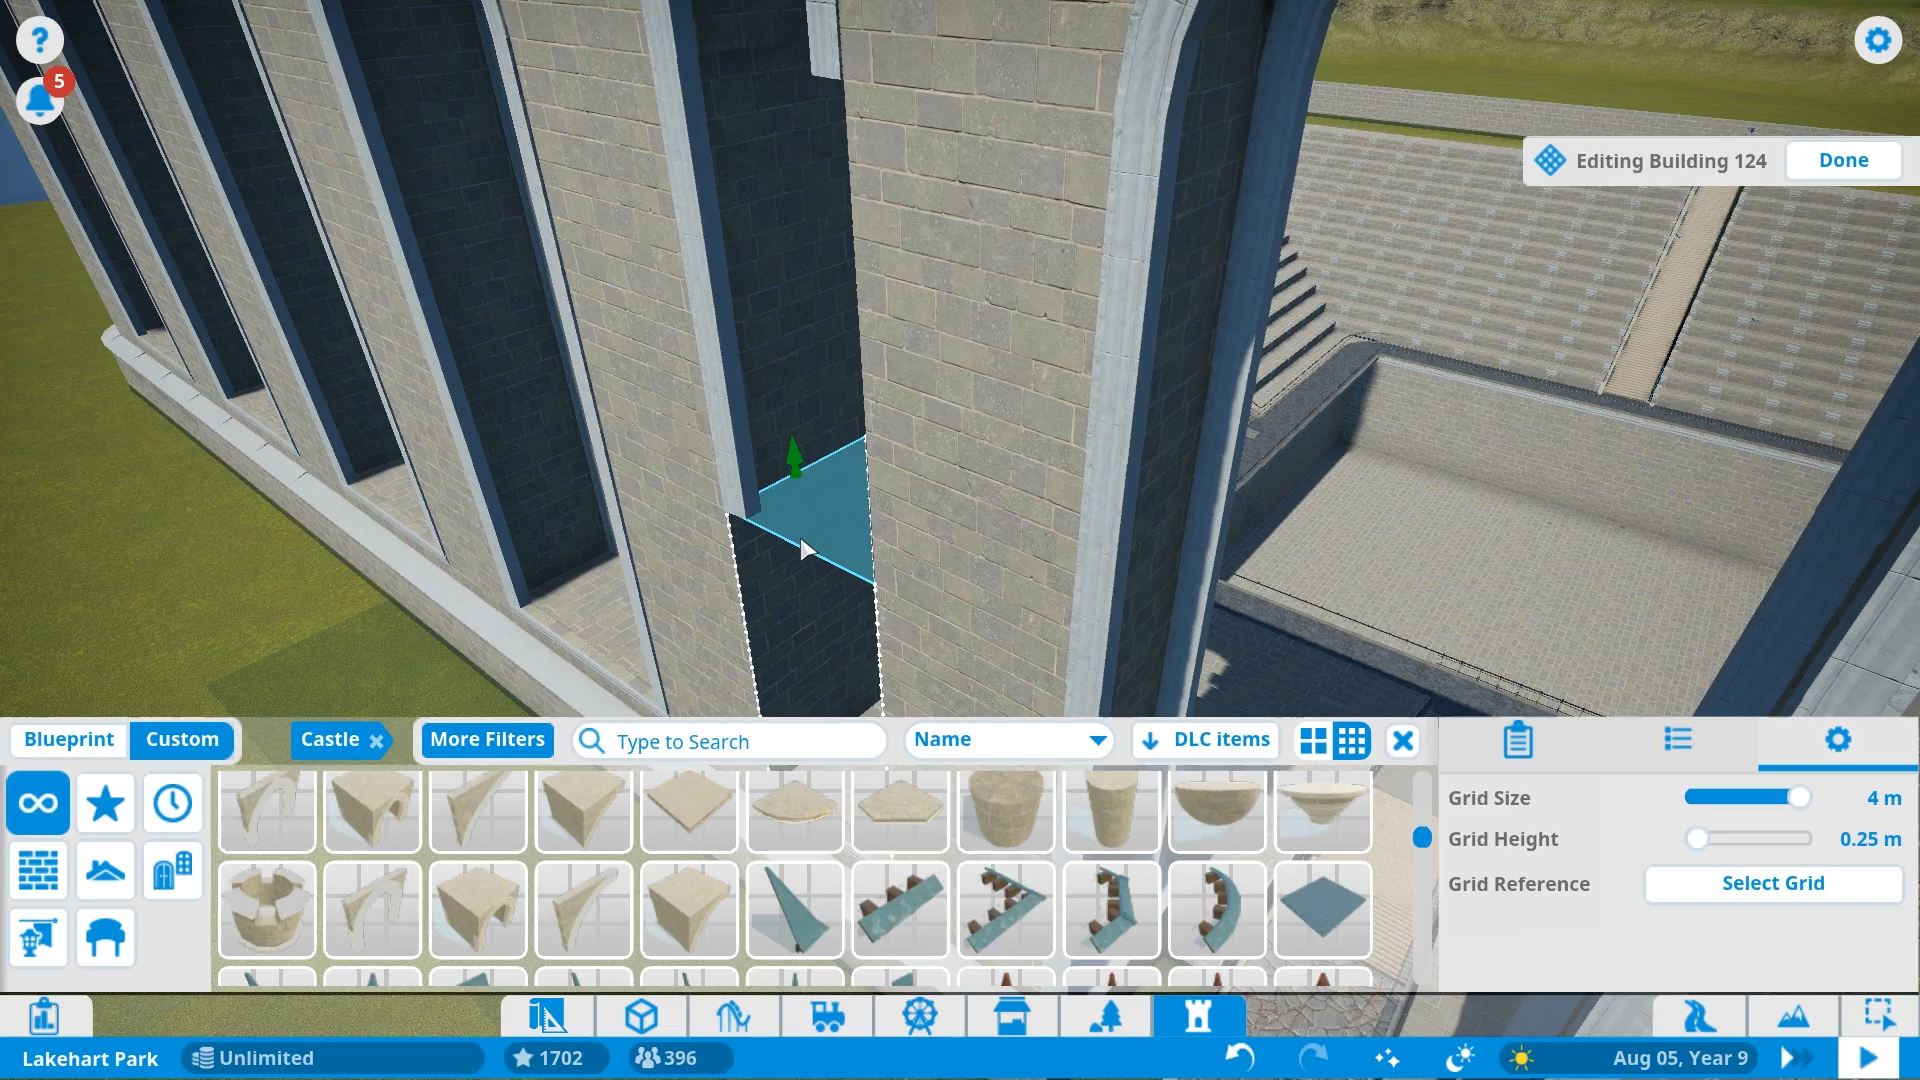 ?
5
Editing Building 124
Done
Blueprint
Custom
Castle
More Filters
Type to Search
Name
DLC items
Grid Size
4 m
Grid Height
0.25 m
Grid Reference
Select Grid
Lakehart Park
Unlimited
1702
396
Aug 05, Year 9